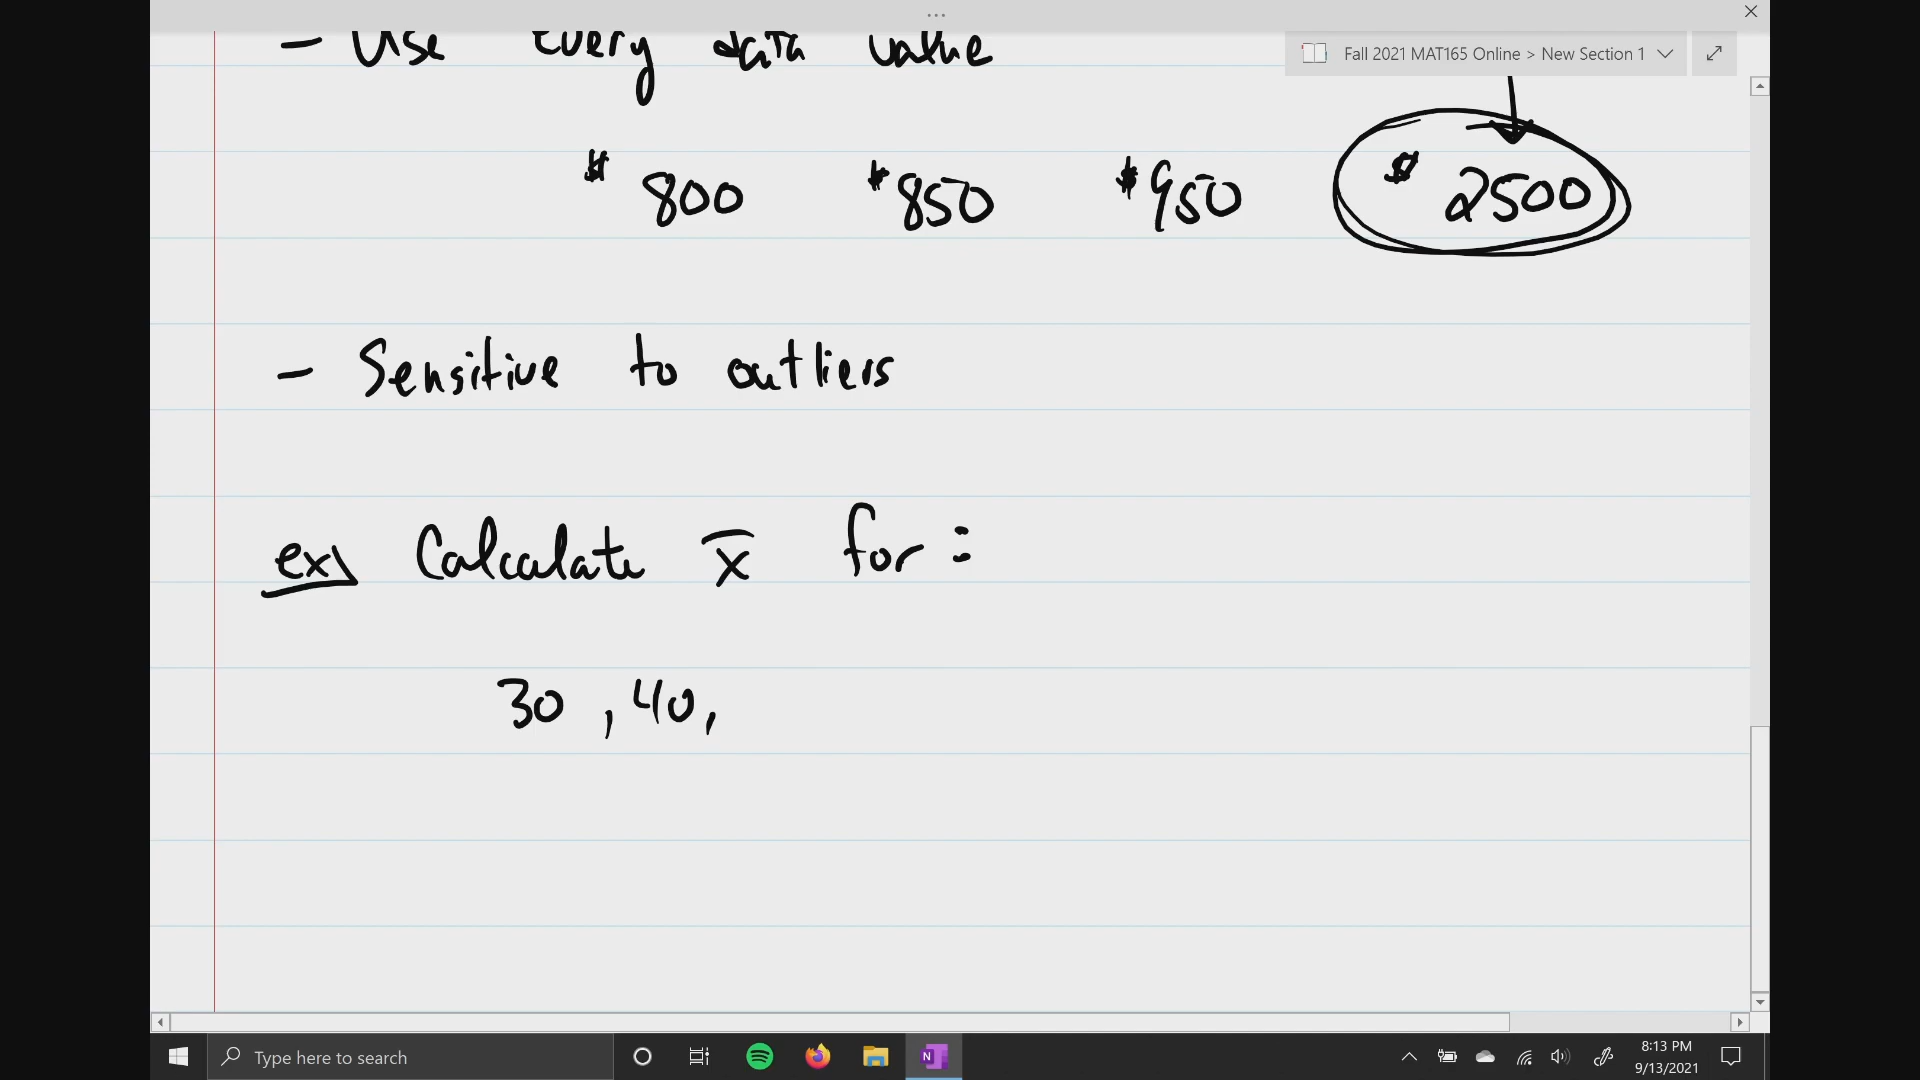 - Use every data value
Fall 2021 MAT165 Online > New Section 1
$ 800 $ 850 $ 950 $ 2500
- Sensitive to outliers
ex) Calculate x̄ for :
30 , 40,
Type here to search
8:13 PM
9/13/2021